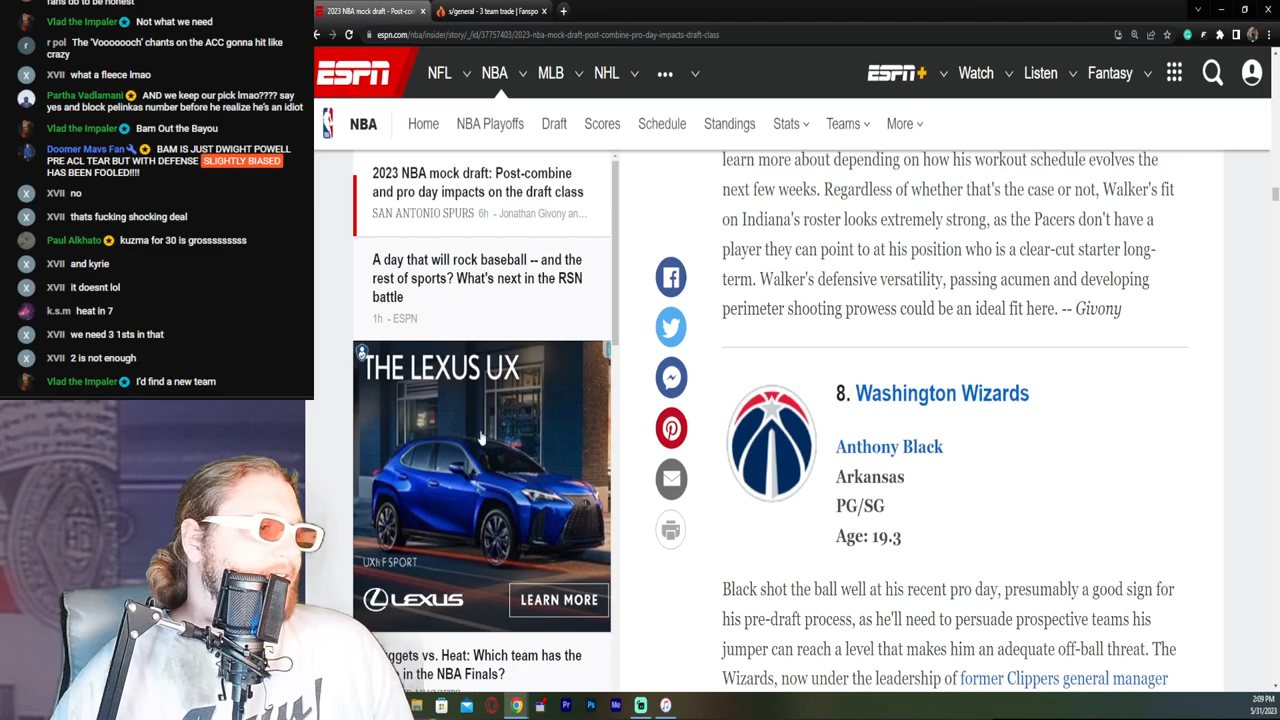 fans do to be honest
Vlad the Impaler Not what we need
r r pol The 'Voooooooch' chants on the ACC gonna hit like
crazy
X XVII what a fleece lmao
Partha Vadlamani AND we keep our pick lmao???? say
yes and block pelinkas number before he realize he's an idiot
Vlad the Impaler Bam Out the Bayou
Doomer Mavs Fan BAM IS JUST DWIGHT POWELL
PRE ACL TEAR BUT WITH DEFENSE SLIGHTLY BIASED
HAS BEEN FOOLED!!!!
X XVII no
X XVII thats fucking shocking deal
Paul Alkhato kuzma for 30 is grosssssssss
X XVII and kyrie
X XVII it doesnt lol
k.s.m heat in 7
X XVII we need 3 1sts in that
X XVII 2 is not enough
Vlad the Impaler I'd find a new team
2023 NBA mock draft - Post-com
s/general - 3 team trade | Fanspo
espn.com/nba/insider/story/_/id/37757403/2023-nba-mock-draft-post-combine-pro-day-impacts-draft-class
ESPN NFL NBA MLB NHL ESPN+ Watch Listen Fantasy
NBA Home NBA Playoffs Draft Scores Schedule Standings Stats Teams More
2023 NBA mock draft: Post-combine
and pro day impacts on the draft class
SAN ANTONIO SPURS 6h - Jonathan Givony an...
A day that will rock baseball -- and the
rest of sports? What's next in the RSN
battle
1h - ESPN
THE LEXUS UX
UXh F SPORT
LEXUS
LEARN MORE
Nuggets vs. Heat: Which team has the
in the NBA Finals?
learn more about depending on how his workout schedule evolves the
next few weeks. Regardless of whether that's the case or not, Walker's fit
on Indiana's roster looks extremely strong, as the Pacers don't have a
player they can point to at his position who is a clear-cut starter long-
term. Walker's defensive versatility, passing acumen and developing
perimeter shooting prowess could be an ideal fit here. -- Givony
8. Washington Wizards
Anthony Black
Arkansas
PG/SG
Age: 19.3
Black shot the ball well at his recent pro day, presumably a good sign for
his pre-draft process, as he'll need to persuade prospective teams his
jumper can reach a level that makes him an adequate off-ball threat. The
Wizards, now under the leadership of former Clippers general manager
2:09 PM
5/31/2023